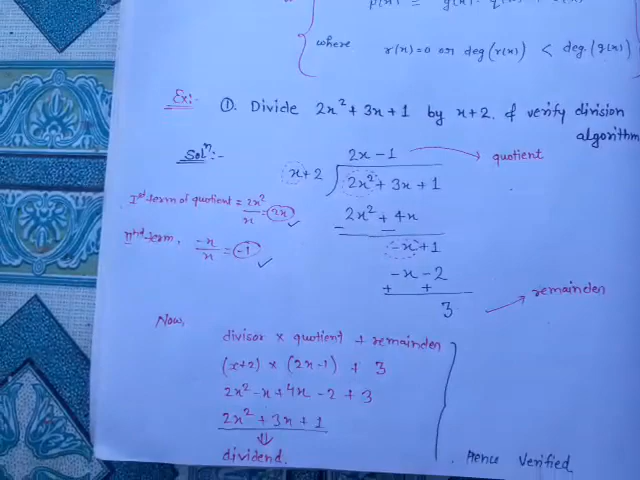 p(x) = g(x).
where r(x)=0 or deg(r(x)) < deg(g(x))
Ex:- ①. Divide 2x² + 3x + 1 by x+2. & verify division
algorithm
Solⁿ:-
2x - 1 → quotient
x+2 ) 2x² + 3x + 1
Iˢᵗ term of quotient = 2x²/x = 2x
2x² + 4x
- -
IIⁿᵈ term, -x/x = -1
-x + 1
-x - 2
+ +
3 → remainder
Now,
divisor x quotient + remainder
(x+2) x (2x-1) + 3
2x² - x + 4x - 2 + 3
2x² + 3x + 1
⇓
dividend.
. Hence Verified